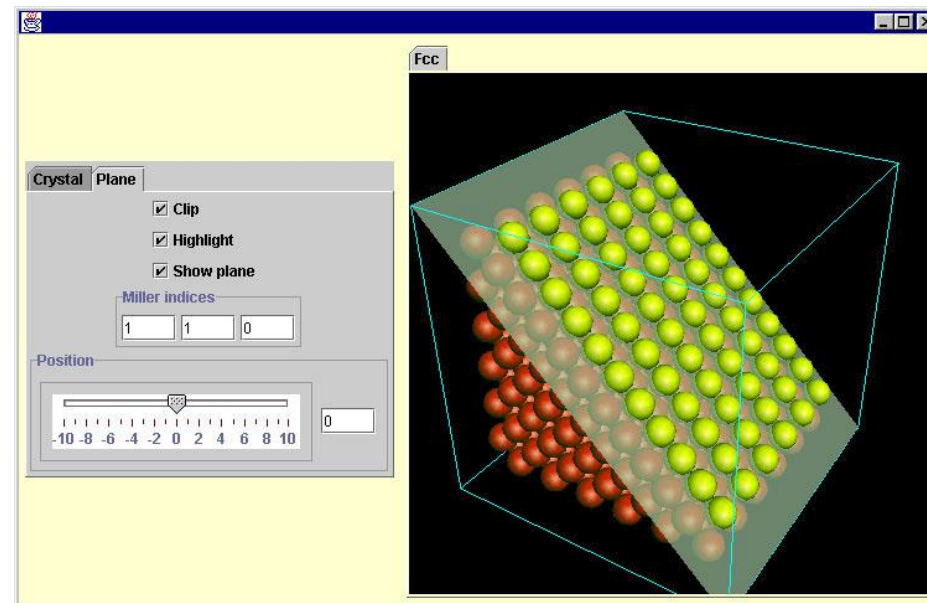 Fcc
Crystal Plane
Clip
Highlight
Show plane
Miller indices
1 1 0
Position
0
-10 -8 -6 -4 -2 0 2 4 6 8 10